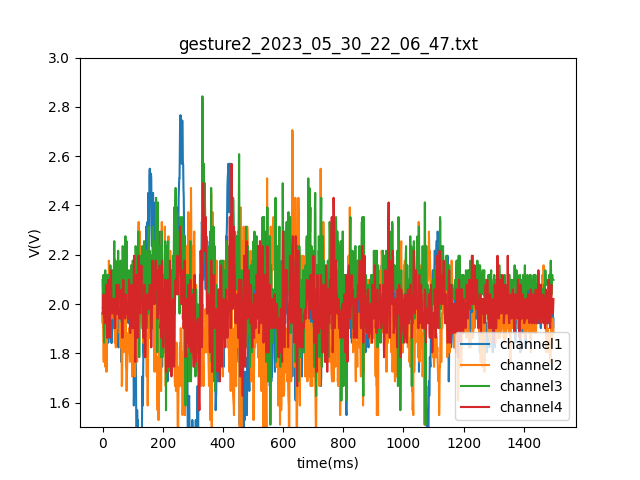 gesture2_2023_05_30_22_06_47.txt
3.0
2.8
2.6
2.4
2.2
2.0
1.8
1.6
V(V)
0 200 400 600 800 1000 1200 1400
time(ms)
channel1
channel2
channel3
channel4